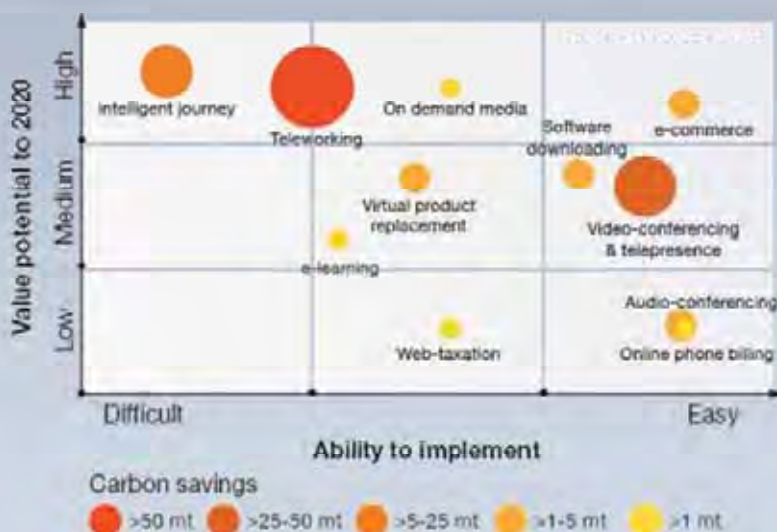 Value potential to 2020
High
Medium
Low
Intelligent journey
Teleworking
On demand media
e-commerce
Software
downloading
Virtual product
replacement
Video-conferencing
& telepresence
e-learning
Web-taxation
Audio-conferencing
Online phone billing
Difficult
Easy
Ability to implement
Carbon savings
>50 mt
>25-50 mt
>5-25 mt
>1-5 mt
>1 mt